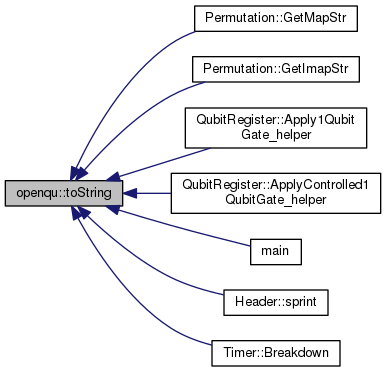 Permutation::GetMapStr
Permutation::GetImapStr
QubitRegister::Apply1Qubit
Gate_helper
openqu::toString
QubitRegister::ApplyControlled1
QubitGate_helper
main
Header::sprint
Timer::Breakdown